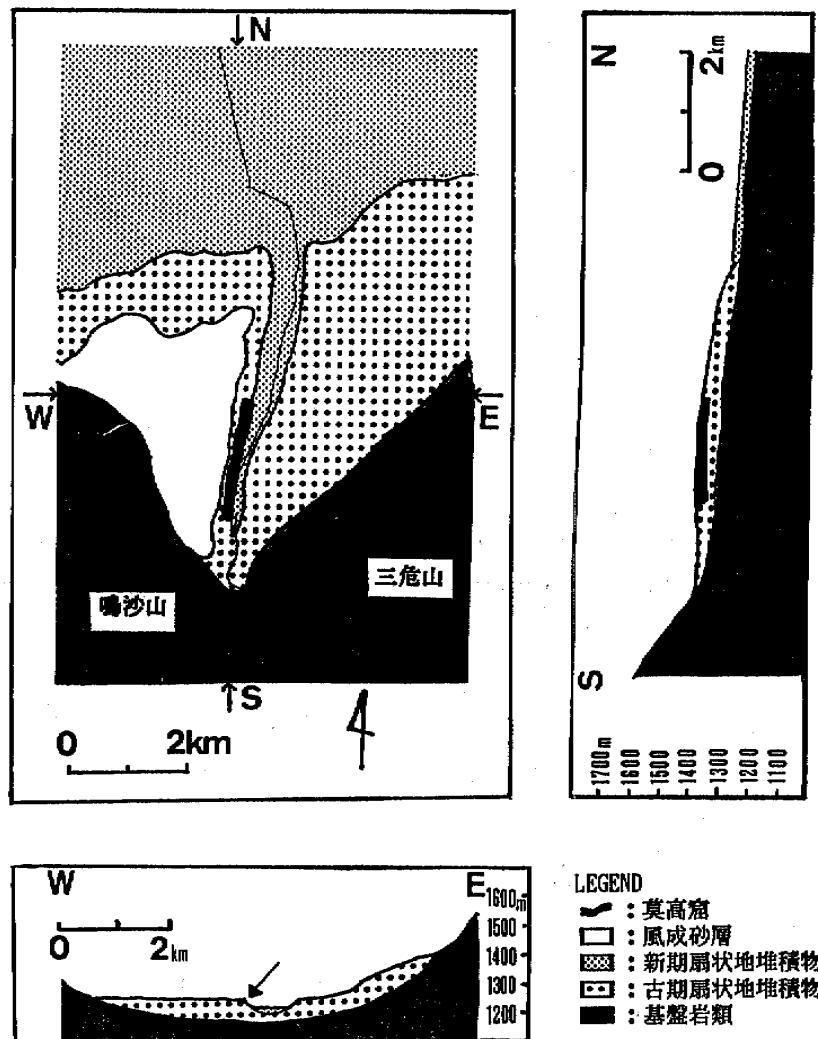 N
W
E
三危山
鳴沙山
S
0 2km
N
2km
0
S
1700m
1600
1500
1400
1300
1200
1100
W
E
1600m
1500
1400
1300
1200
0 2km
LEGEND
: 莫高窟
: 風成砂層
: 新期扇状地堆積物
: 古期扇状地堆積物
: 基盤岩類